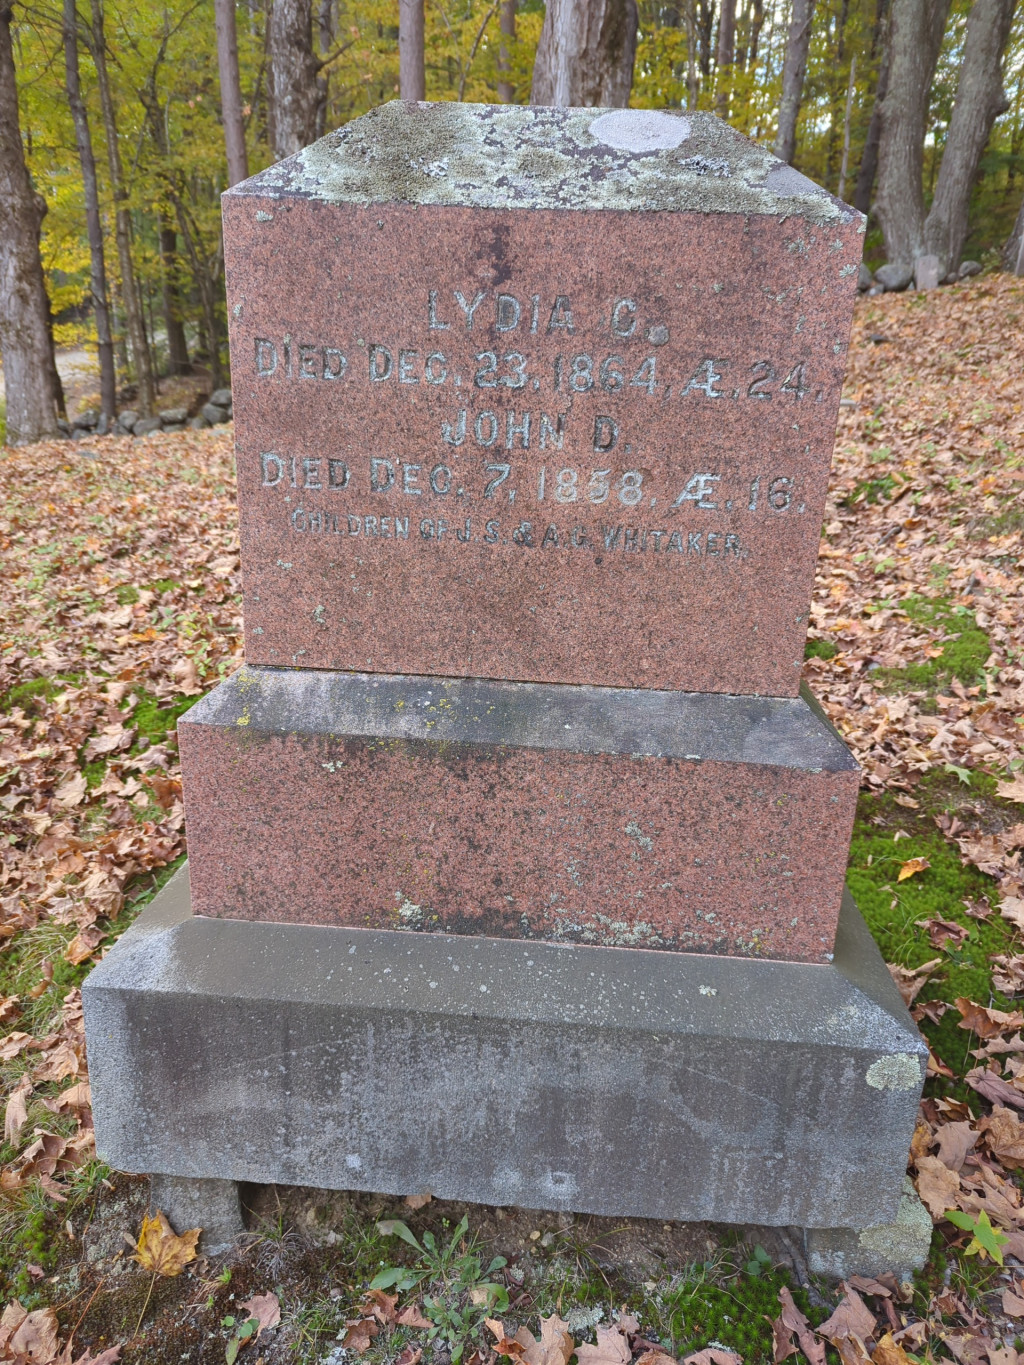 LYDIA C.
DIED DEC. 23, 1864, Æ. 24.
JOHN D.
DIED DEC. 7, 1858, Æ. 16.
CHILDREN OF J. S. & A. G. WHITAKER.